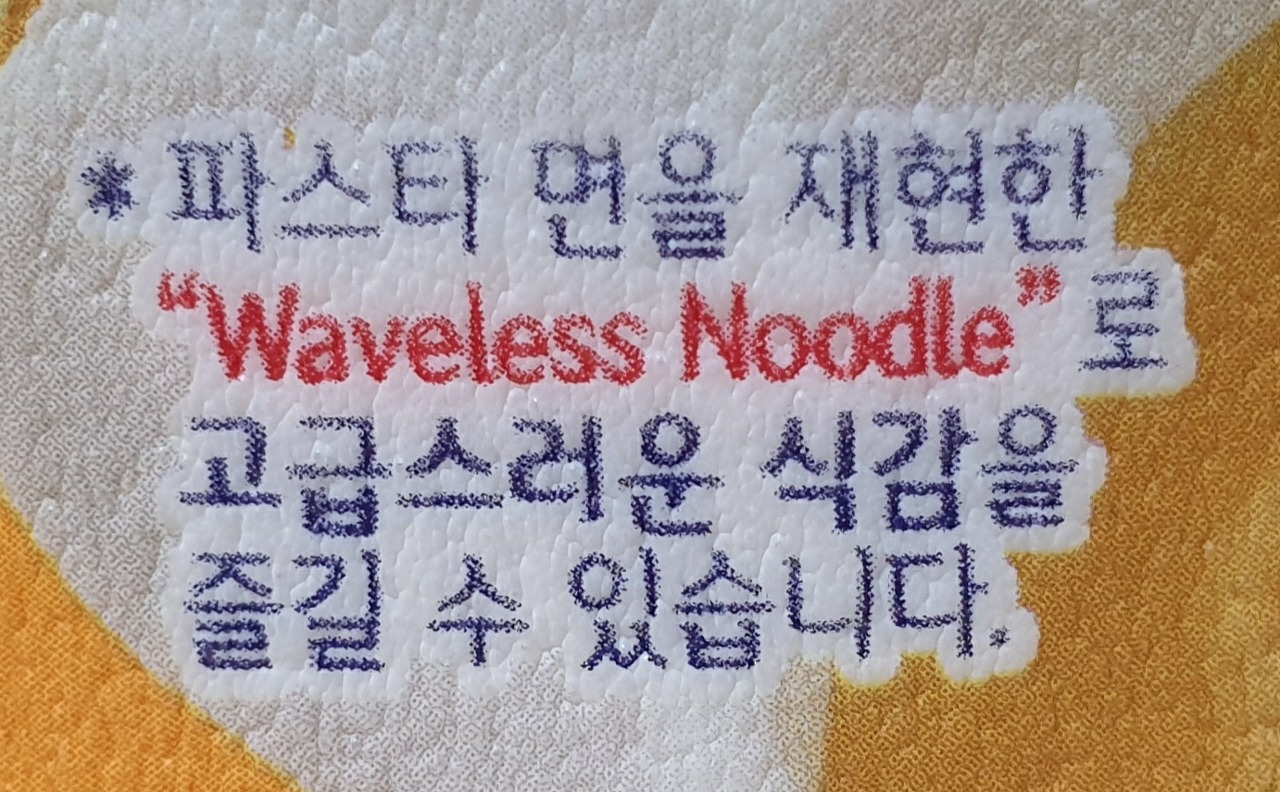 * 파스타 면을 재현한
“Waveless Noodle”로
고급스러운 식감을
즐길 수 있습니다.